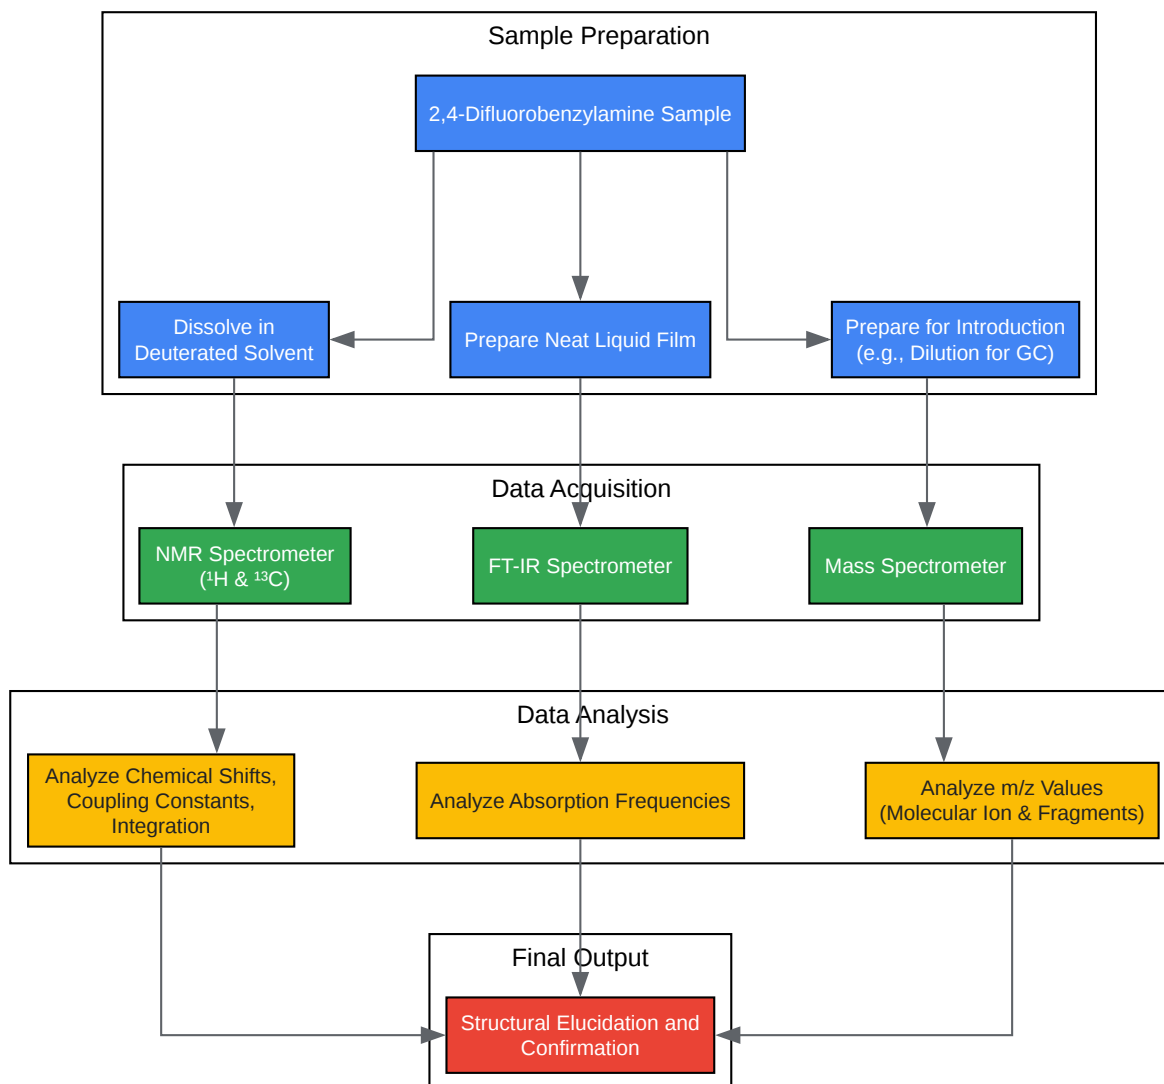 Sample Preparation
2,4-Difluorobenzylamine Sample
Dissolve in
Deuterated Solvent
Prepare Neat Liquid Film
Prepare for Introduction
(e.g., Dilution for GC)
Data Acquisition
NMR Spectrometer
(¹H & ¹³C)
FT-IR Spectrometer
Mass Spectrometer
Data Analysis
Analyze Chemical Shifts,
Coupling Constants,
Integration
Analyze Absorption Frequencies
Analyze m/z Values
(Molecular Ion & Fragments)
Final Output
Structural Elucidation and
Confirmation